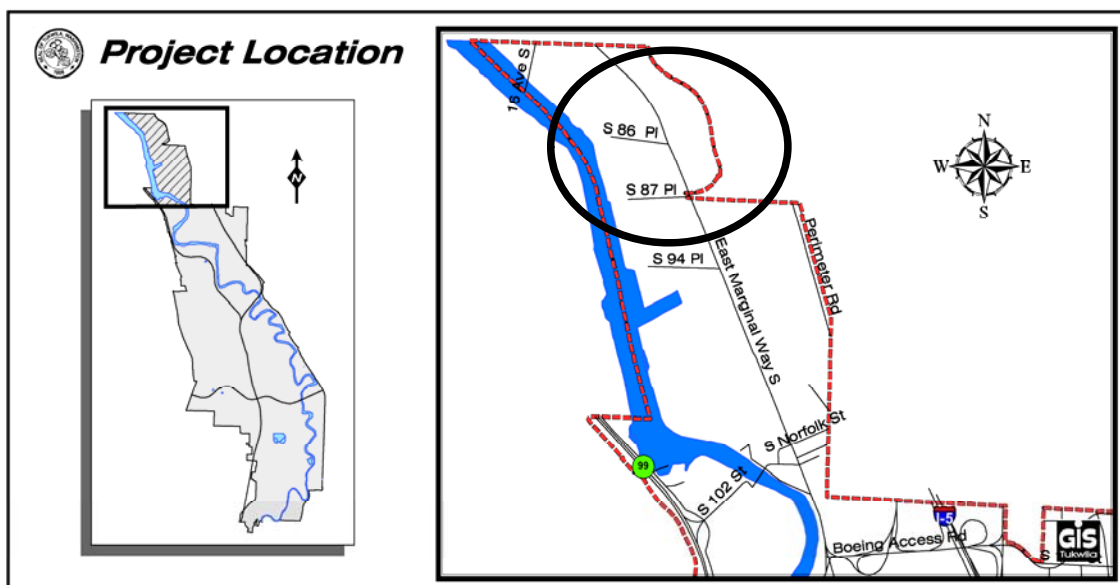 Project Location
N
16 Ave S
S 86 Pl
S 87 Pl
S 94 Pl
East Marginal Way S
Perimeter Rd
N
W
E
S
S Norfolk St
99
S 102 St
I-5
Boeing Access Rd
GIS
Tukwila